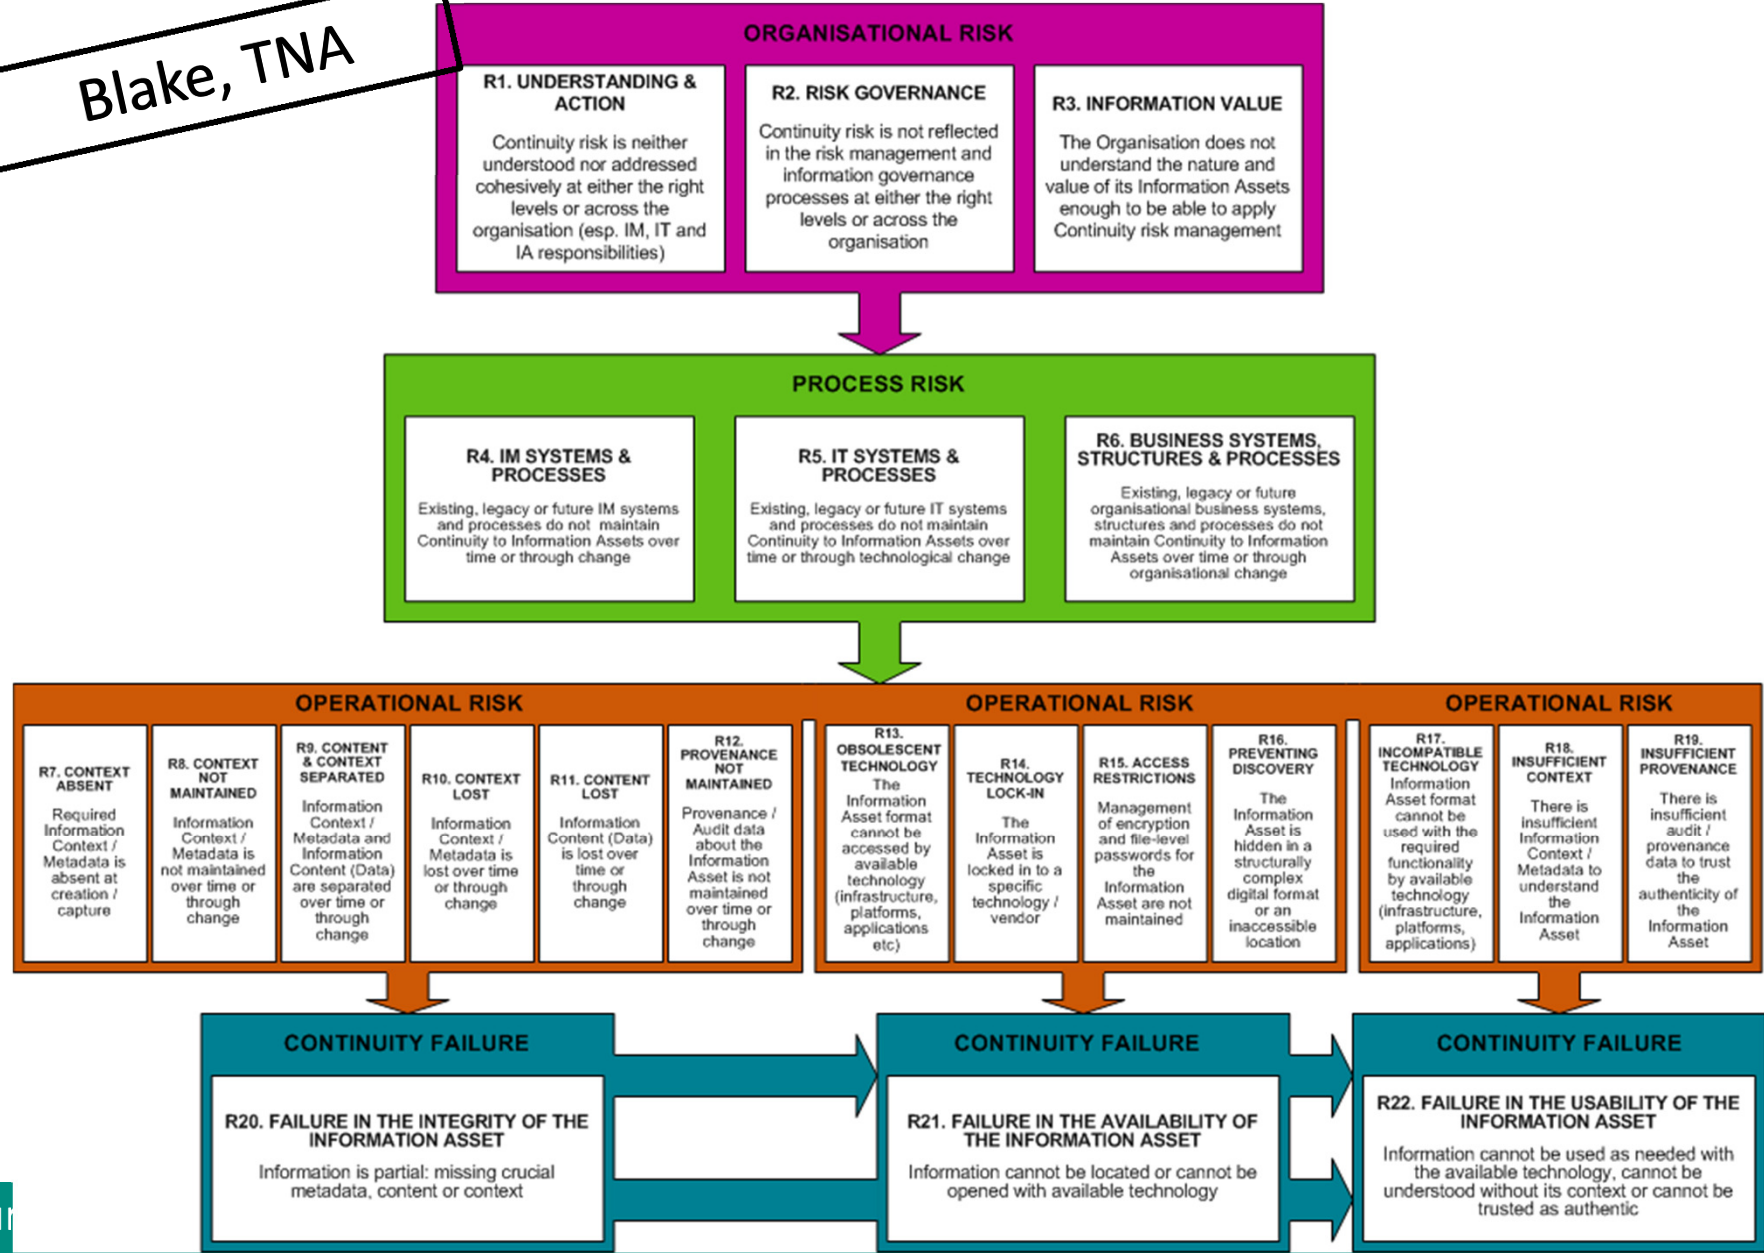 Blake, TNA
ORGANISATIONAL RISK
R1. UNDERSTANDING &
ACTION
Continuity risk is neither
understood nor addressed
cohesively at either the right
levels or across the
organisation (esp. IM, IT and
IA responsibilities)
R2. RISK GOVERNANCE
Continuity risk is not reflected
in the risk management and
information governance
processes at either the right
levels or across the
organisation
R3. INFORMATION VALUE
The Organisation does not
understand the nature and
value of its Information Assets
enough to be able to apply
Continuity risk management
PROCESS RISK
R4. IM SYSTEMS &
PROCESSES
Existing, legacy or future IM systems
and processes do not maintain
Continuity to Information Assets over
time or through change
R5. IT SYSTEMS &
PROCESSES
Existing, legacy or future IT systems
and processes do not maintain
Continuity to Information Assets over
time or through technological change
R6. BUSINESS SYSTEMS,
STRUCTURES & PROCESSES
Existing, legacy or future
organisational business systems,
structures and processes do not
maintain Continuity to Information
Assets over time or through
organisational change
OPERATIONAL RISK
R7. CONTEXT
ABSENT
Required
Information
Context /
Metadata is
absent at
creation /
capture
R8. CONTEXT
NOT
MAINTAINED
Information
Context /
Metadata is
not maintained
over time or
through
change
R9. CONTENT
& CONTEXT
SEPARATED
Information
Context /
Metadata and
Information
Content (Data)
are separated
over time or
through
change
R10. CONTEXT
LOST
Information
Context /
Metadata is
lost over time
or through
change
R11. CONTENT
LOST
Information
Content (Data)
is lost over
time or
through
change
R12.
PROVENANCE
NOT
MAINTAINED
Provenance /
Audit data
about the
Information
Asset is not
maintained
over time or
through
change
OPERATIONAL RISK
R13.
OBSOLESCENT
TECHNOLOGY
The
Information
Asset format
cannot be
accessed by
available
technology
(infrastructure,
platforms,
applications
etc)
R14.
TECHNOLOGY
LOCK-IN
The
Information
Asset is
locked in to a
specific
technology /
vendor
R15. ACCESS
RESTRICTIONS
Management
of encryption
and file-level
passwords for
the
Information
Asset are not
maintained
R16.
PREVENTING
DISCOVERY
The
Information
Asset is
hidden in a
structurally
complex
digital format
or an
inaccessible
location
OPERATIONAL RISK
R17.
INCOMPATIBLE
TECHNOLOGY
Information
Asset format
cannot be
used with the
required
functionality
by available
technology
(infrastructure,
platforms,
applications)
R18.
INSUFFICIENT
CONTEXT
There is
insufficient
Information
Context /
Metadata to
understand
the
Information
Asset
R19.
INSUFFICIENT
PROVENANCE
There is
insufficient
audit /
provenance
data to trust
the
authenticity of
the
Information
Asset
CONTINUITY FAILURE
R20. FAILURE IN THE INTEGRITY OF THE
INFORMATION ASSET
Information is partial: missing crucial
metadata, content or context
CONTINUITY FAILURE
R21. FAILURE IN THE AVAILABILITY OF
THE INFORMATION ASSET
Information cannot be located or cannot be
opened with available technology
CONTINUITY FAILURE
R22. FAILURE IN THE USABILITY OF THE
INFORMATION ASSET
Information cannot be used as needed with
the available technology, cannot be
understood without its context or cannot be
trusted as authentic